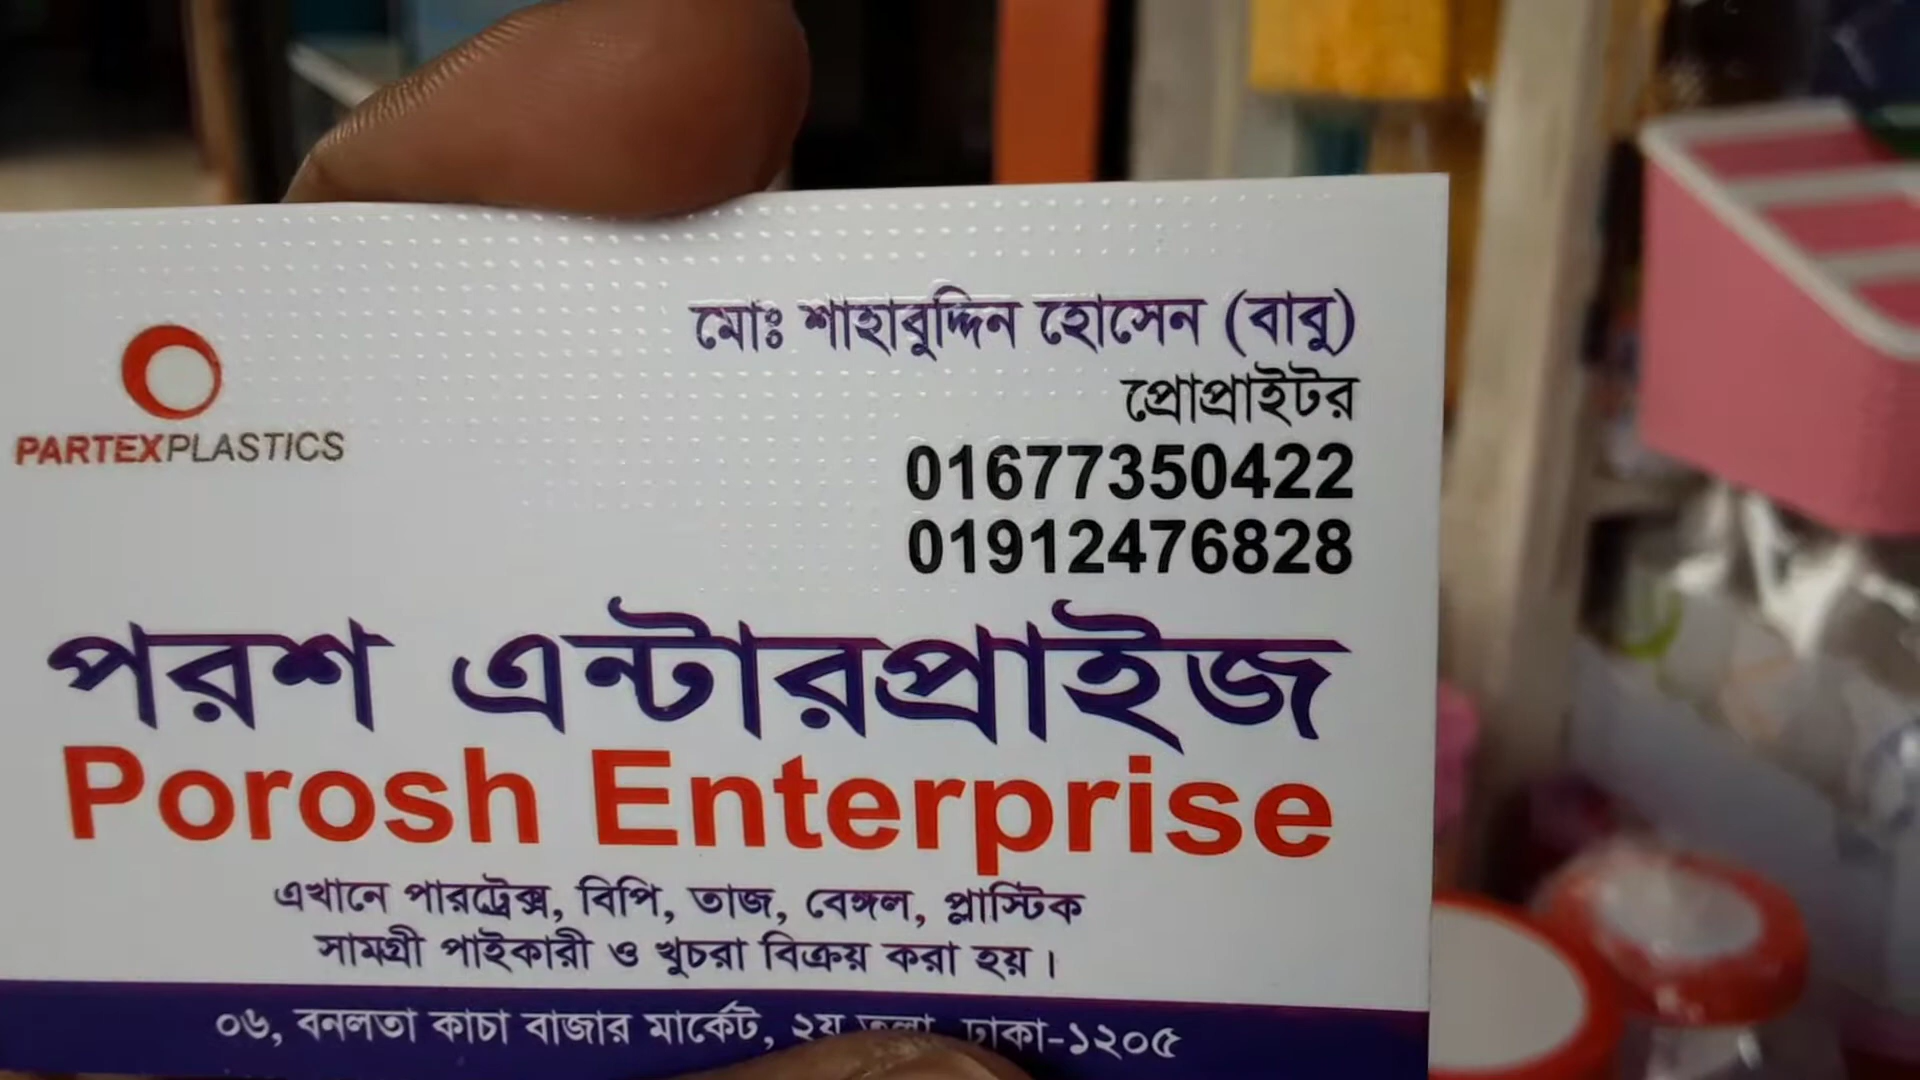 মোঃ শাহাবুদ্দিন হোসেন (বাবু)
প্রোপ্রাইটর
PARTEXPLASTICS
01677350422
01912476828
পরশ এন্টারপ্রাইজ
Porosh Enterprise
এখানে পারট্রেক্স, বিপি, তাজ, বেঙ্গল, প্লাস্টিক
সামগ্রী পাইকারী ও খুচরা বিক্রয় করা হয়।
০৬, বনলতা কাচা বাজার মার্কেট, ২য় তলা, ঢাকা-১২০৫